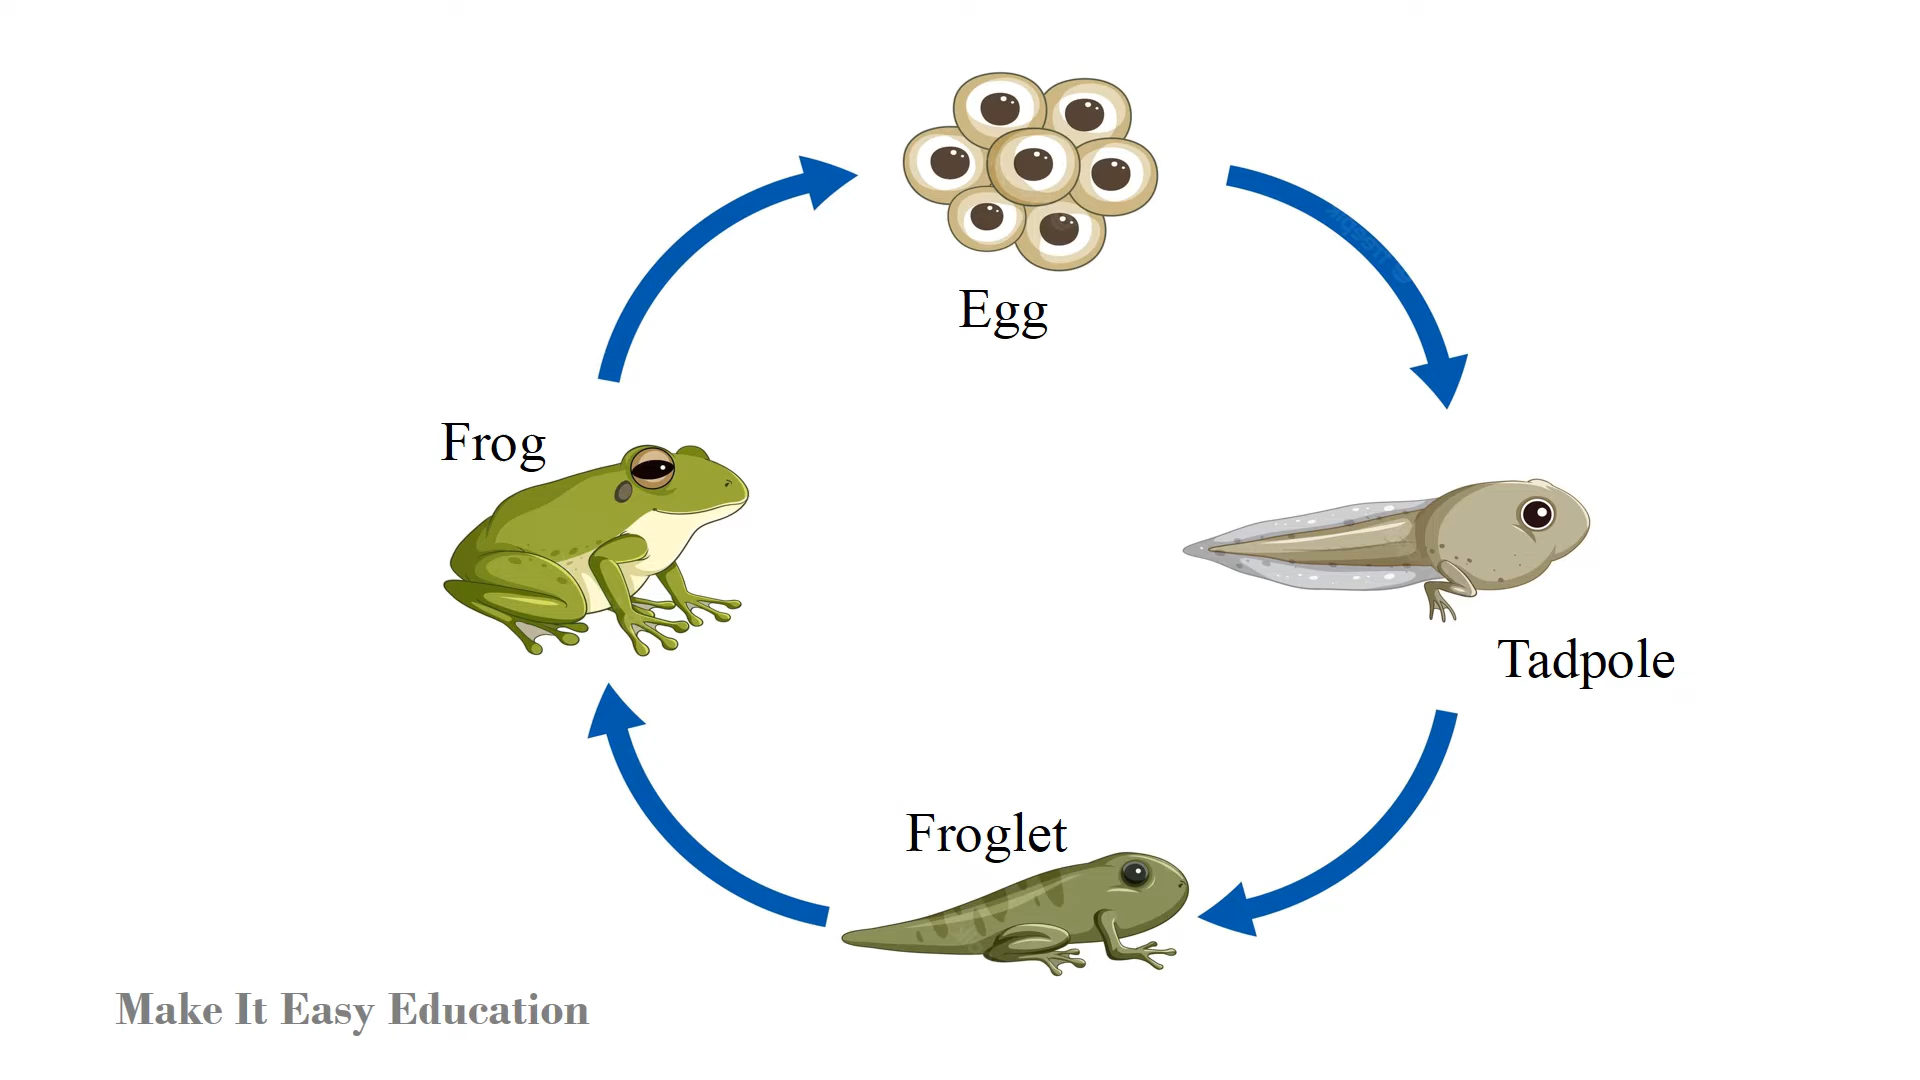 Egg
Frog
Tadpole
Froglet
Make It Easy Education